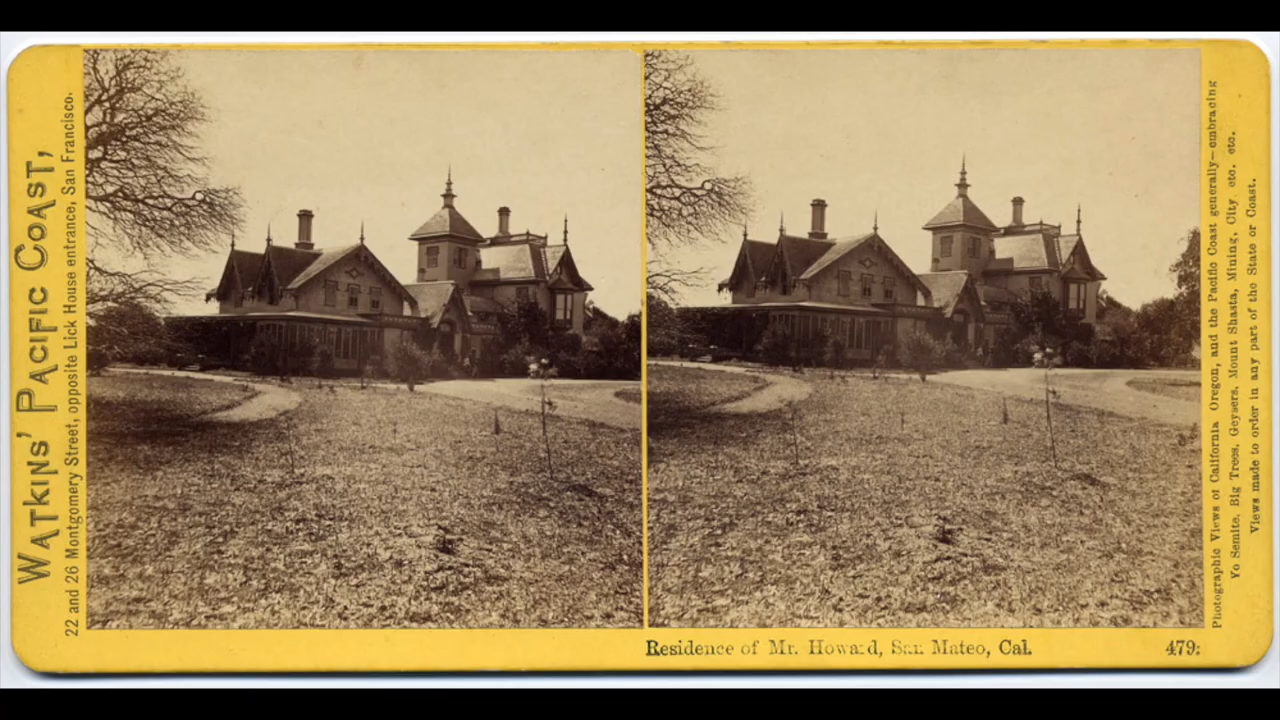 WATKINS' PACIFIC COAST,
22 and 26 Montgomery Street, opposite Lick House entrance, San Francisco.
Residence of Mr. Howard, San Mateo, Cal. 479.
Photographic Views of California Oregon, and the Pacific Coast generally—embracing
Yo Semite, Big Trees, Geysers, Mount Shasta, Mining, City etc. etc.
Views made to order in any part of the State or Coast.